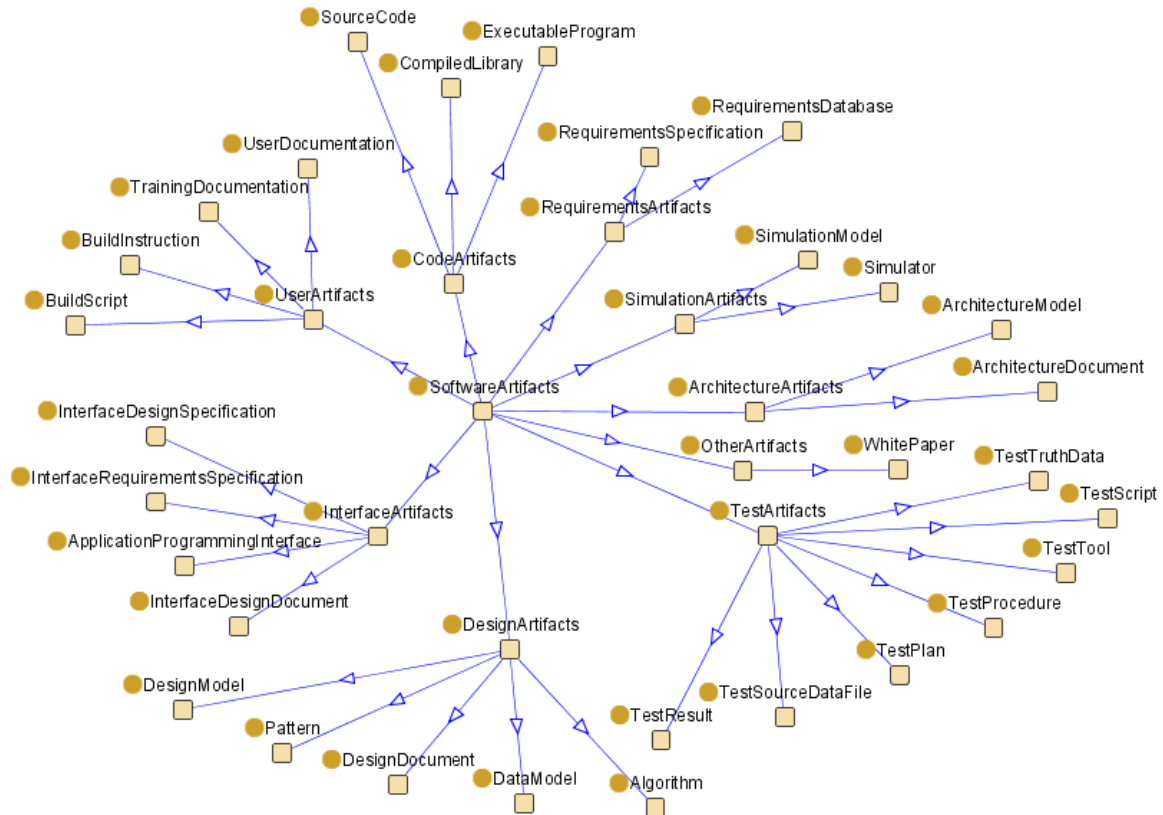 SourceCode
ExecutableProgram
CompiledLibrary
RequirementsDatabase
RequirementsSpecification
UserDocumentation
TrainingDocumentation
RequirementsArtifacts
SimulationModel
BuildInstruction
CodeArtifacts
Simulator
UserArtifacts
BuildScript
SimulationArtifacts
ArchitectureModel
ArchitectureDocument
SoftwareArtifacts
ArchitectureArtifacts
InterfaceDesignSpecification
OtherArtifacts
WhitePaper
TestTruthData
InterfaceRequirementsSpecification
TestScript
InterfaceArtifacts
TestArtifacts
ApplicationProgrammingInterface
TestTool
InterfaceDesignDocument
TestProcedure
DesignArtifacts
TestPlan
DesignModel
TestSourceDataFile
TestResult
Pattern
DesignDocument
DataModel
Algorithm